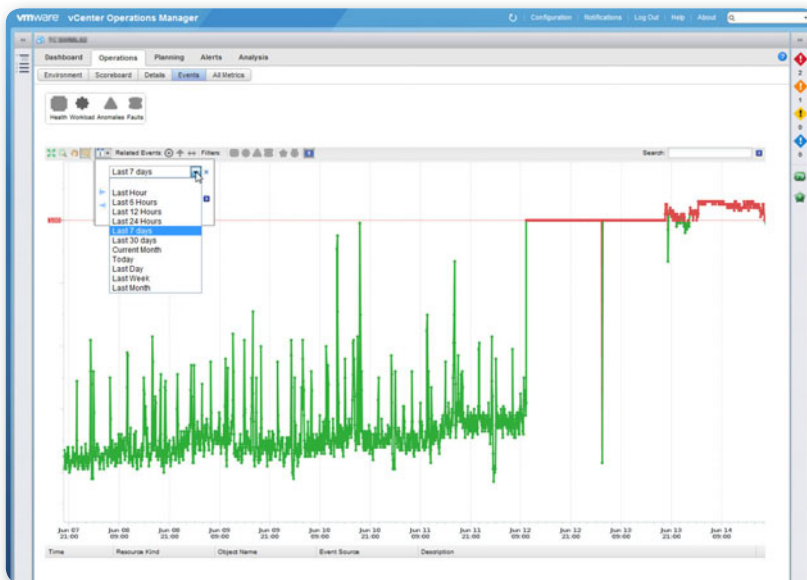 vmware vCenter Operations Manager
Configuration Notifications Log Out Help About
Dashboard Operations Planning Alerts Analysis
Environment Scoreboard Details Events All Metrics
Health Workload Anomalies Faults
Related Events: Filters: Search:
Last 7 days
Last Hour
Last 6 Hours
Last 12 Hours
Last 24 Hours
Last 7 days
Last 30 days
Current Month
Today
Last Day
Last Week
Last Month
2
1
0
Jun 07 Jun 08 Jun 08 Jun 09 Jun 09 Jun 10 Jun 10 Jun 11 Jun 11 Jun 12 Jun 12 Jun 13 Jun 13 Jun 14
21:00 09:00 21:00 09:00 21:00 09:00 21:00 09:00 21:00 09:00 21:00 09:00 21:00 09:00
Time Resource Kind Object Name Event Source Description